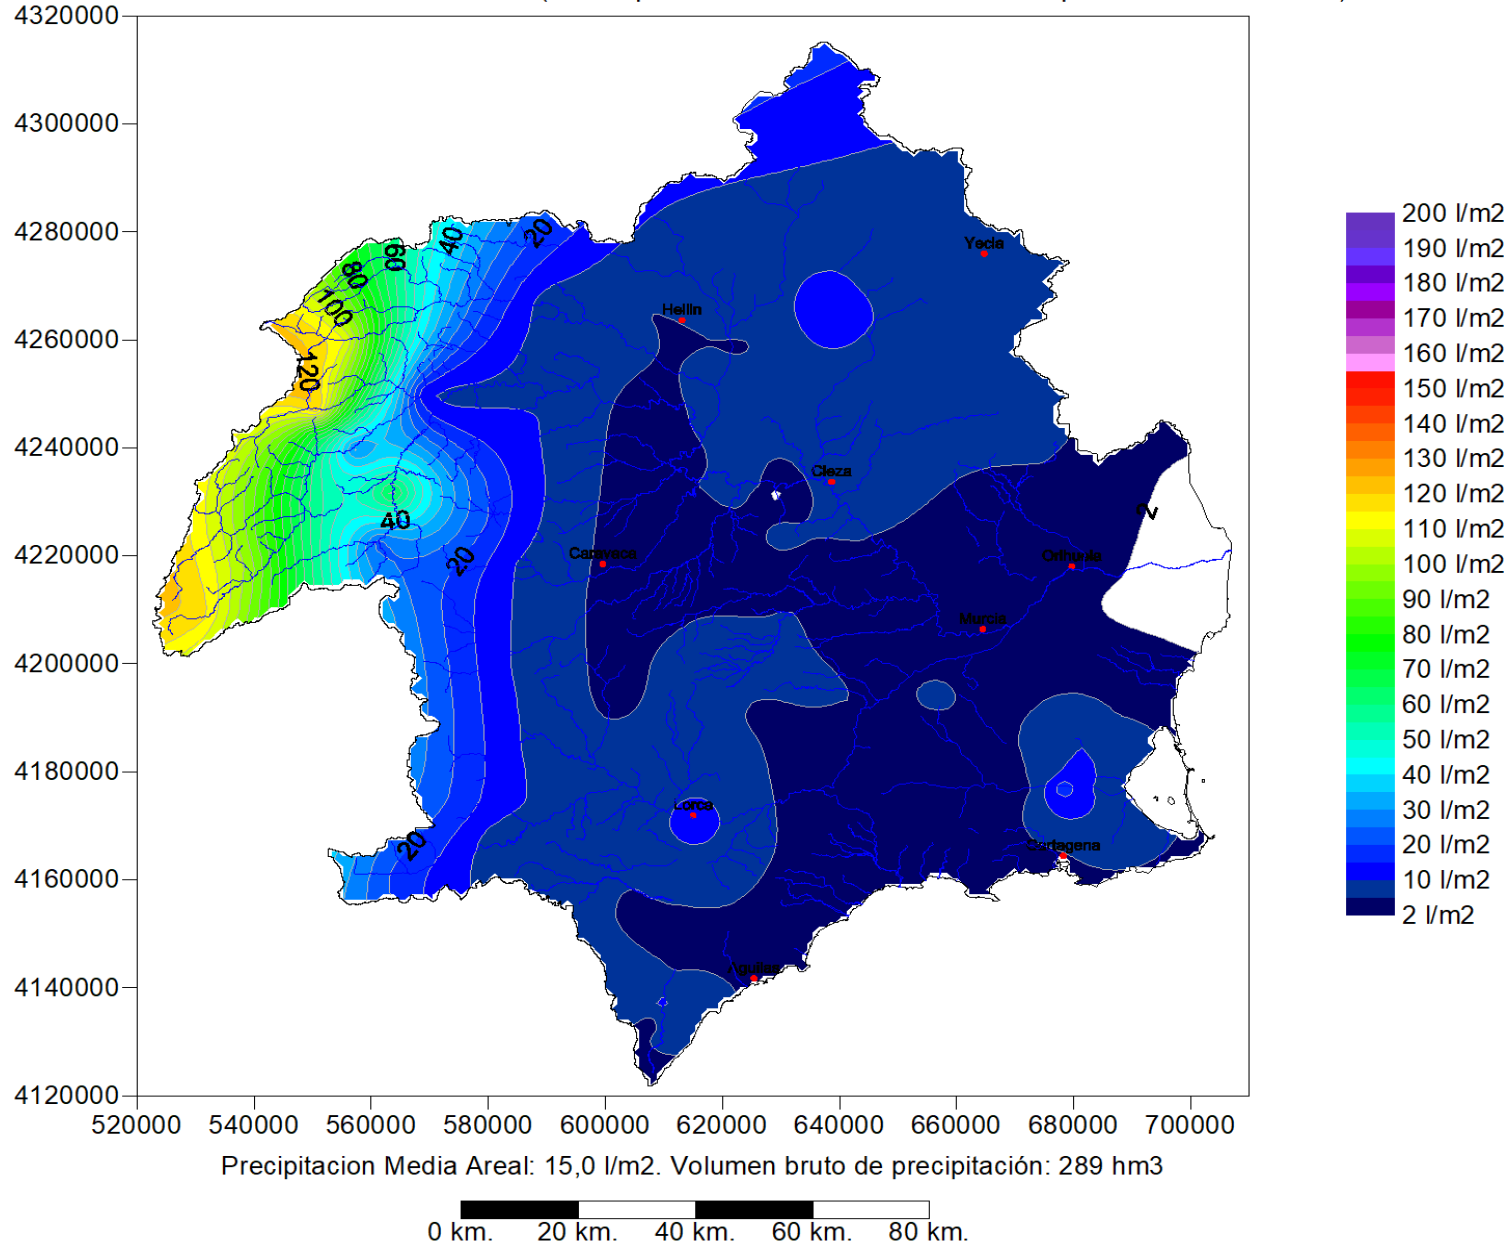 4320000
4300000
4280000
4260000
4240000
4220000
4200000
4180000
4160000
4140000
4120000
520000 540000 560000 580000 600000 620000 640000 660000 680000 700000
20
40
60
80
100
120
40
20
20
2
Yecla
Hellin
Cieza
Caravaca
Orihuela
Murcia
Lorca
Cartagena
Aguilas
200 l/m2
190 l/m2
180 l/m2
170 l/m2
160 l/m2
150 l/m2
140 l/m2
130 l/m2
120 l/m2
110 l/m2
100 l/m2
90 l/m2
80 l/m2
70 l/m2
60 l/m2
50 l/m2
40 l/m2
30 l/m2
20 l/m2
10 l/m2
2 l/m2
Precipitacion Media Areal: 15,0 l/m2. Volumen bruto de precipitación: 289 hm3
0 km. 20 km. 40 km. 60 km. 80 km.